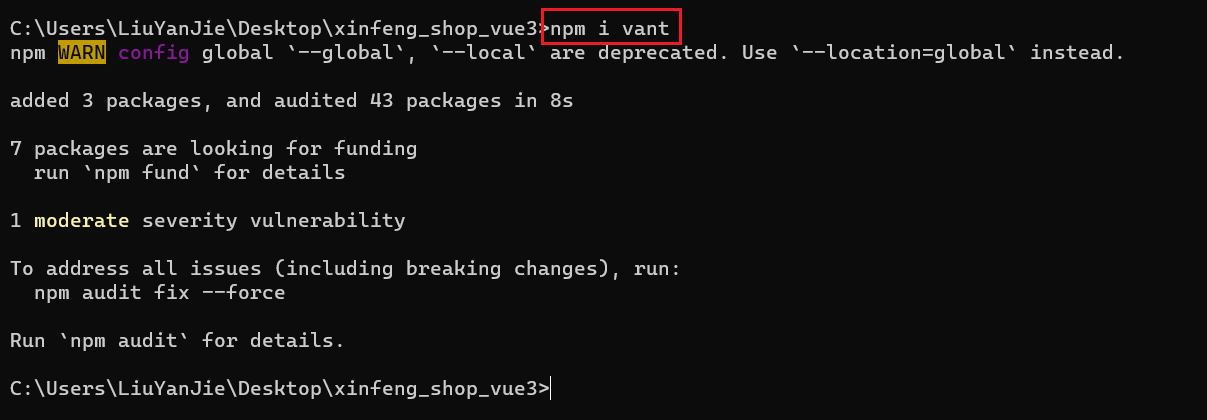 C:\Users\LiuYanJie\Desktop\xinfeng_shop_vue3>npm i vant
npm WARN config global `--global`, `--local` are deprecated. Use `--location=global` instead.
added 3 packages, and audited 43 packages in 8s
7 packages are looking for funding
run `npm fund` for details
1 moderate severity vulnerability
To address all issues (including breaking changes), run:
npm audit fix --force
Run `npm audit` for details.
C:\Users\LiuYanJie\Desktop\xinfeng_shop_vue3>